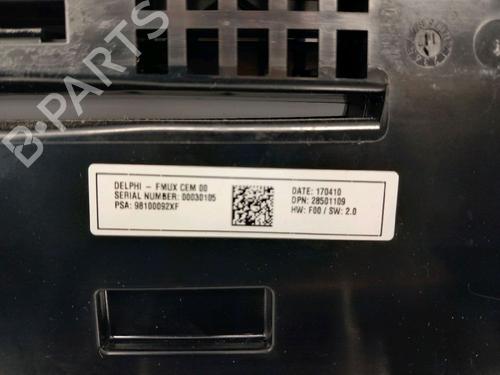 B-PARTS
DELPHI - FMUX CEM 00
SERIAL NUMBER: 00030105
PSA: 98100092XF
DATE: 170410
DPN: 28501109
HW: F00 / SW: 2.0